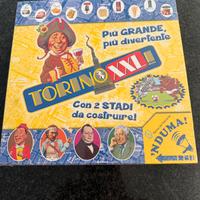 Più GRANDE,
più divertente
TORINO XXL
Con 2 STADI
da costruire!
'NDUMA!